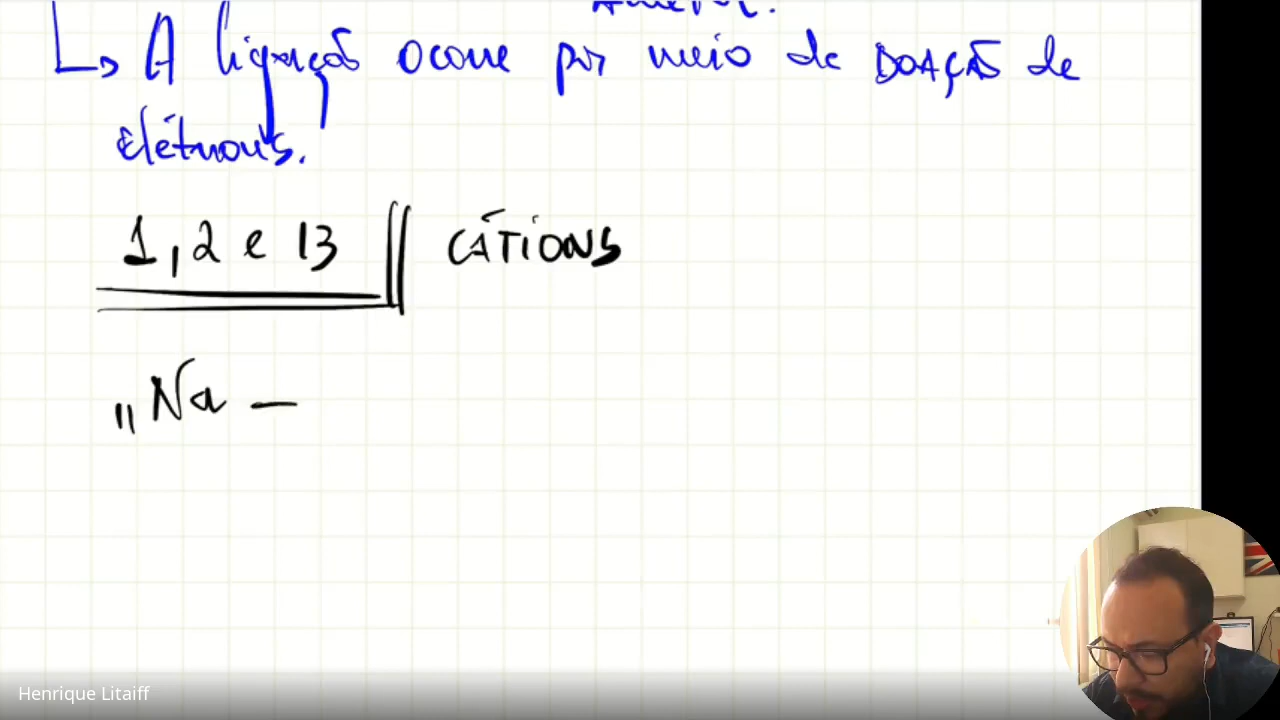 ↳ A ligação ocorre por meio de DOAÇÃO de
elétrons.
1, 2 e 13 || CÁTIONS
11Na —
Henrique Litaiff